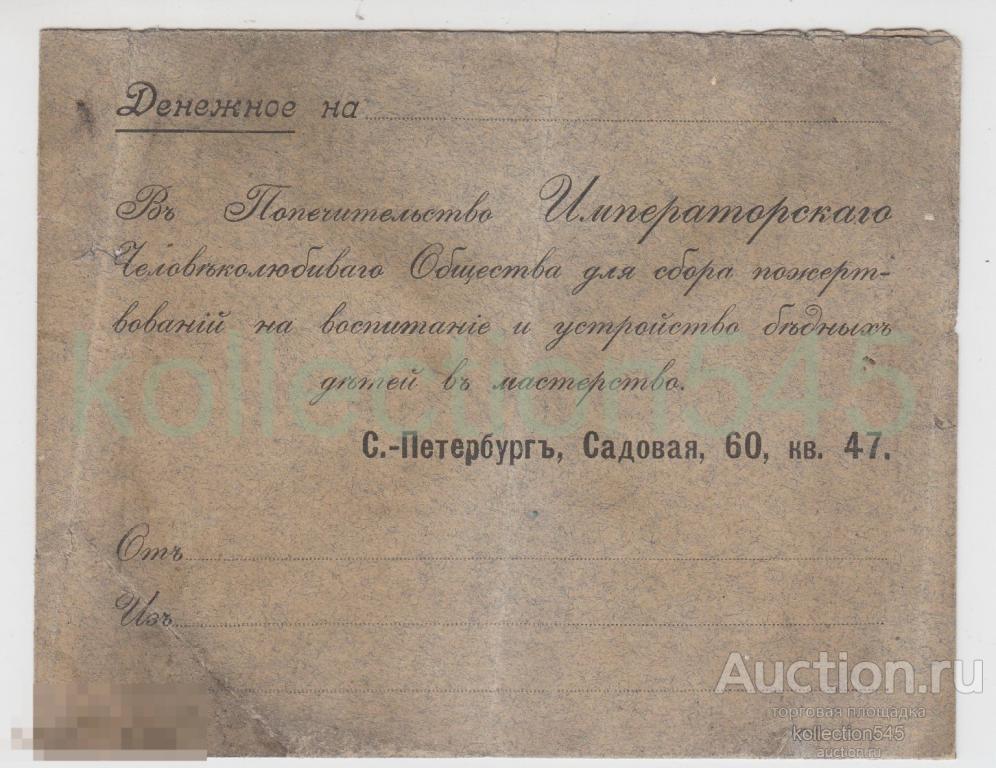 Денежное на
Въ Попечительство Императорскаго
Человѣколюбиваго Общества для сбора пожерт-
вованій на воспитаніе и устройство бѣдныхъ
дѣтей въ мастерство.
kollection545
С.-Петербургъ, Садовая, 60, кв. 47.
Отъ
Изъ
Auction.ru
торговая площадка
kollection545
auction.ru